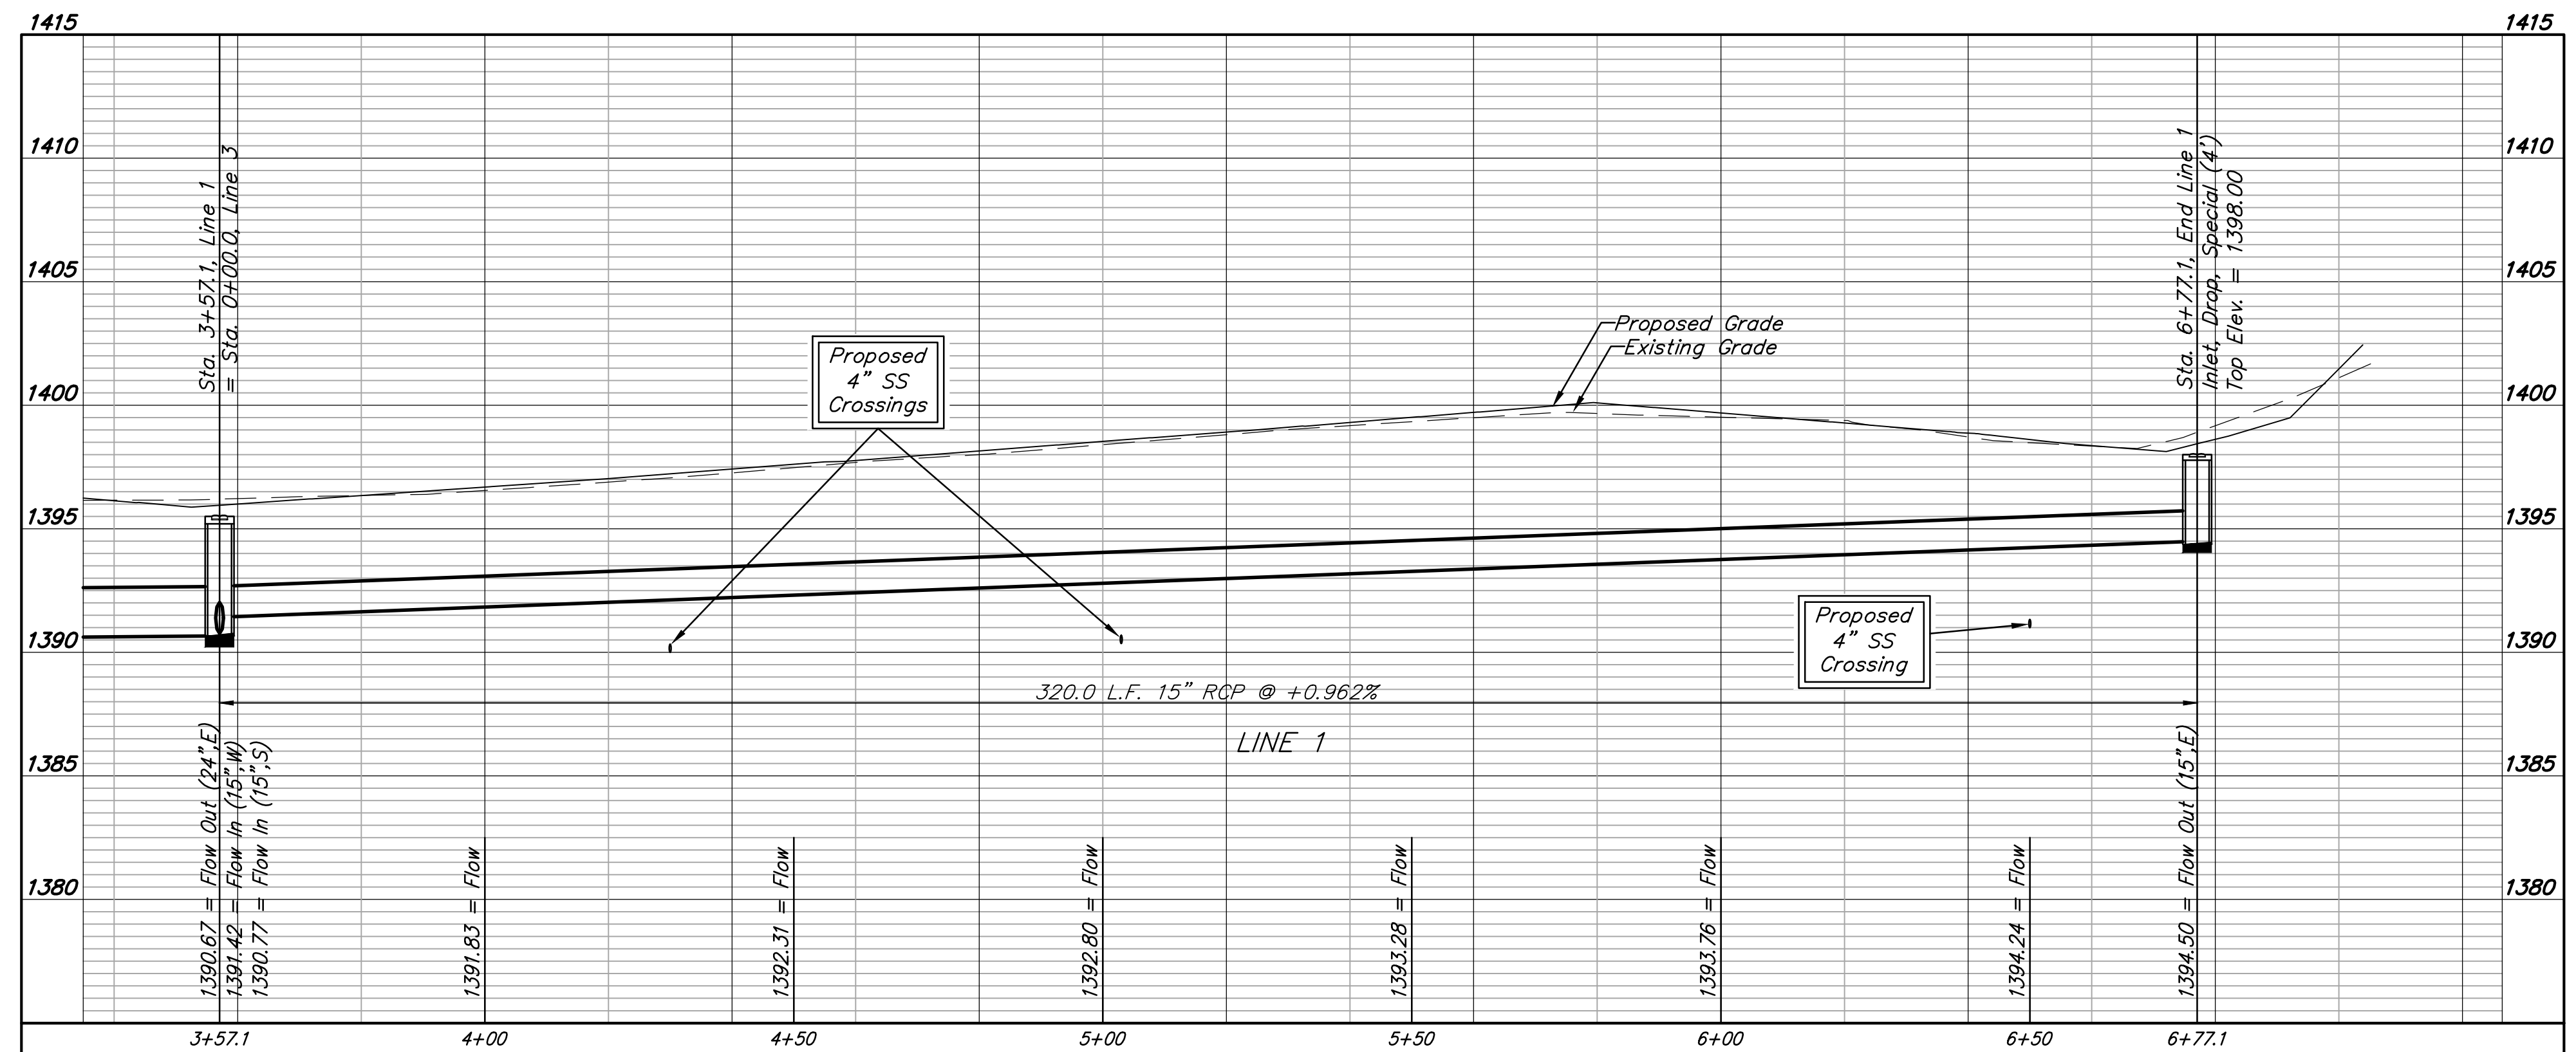 1415
1415
1410
1410
1405
1405
1400
1400
1395
1395
1390
1390
1385
1385
1380
1380
Sta. 3+57.1, Line 1
= Sta. 0+00.0, Line 3
Proposed
4" SS
Crossings
Proposed Grade
Existing Grade
Sta. 6+77.1, End Line 1
Inlet, Drop, Special (4')
Top Elev. = 1398.00
Proposed
4" SS
Crossing
320.0 L.F. 15" RCP @ +0.962%
LINE 1
1390.67 = Flow Out (24",E)
1391.42 = Flow In (15",W)
1390.77 = Flow In (15",S)
1391.83 = Flow
1392.31 = Flow
1392.80 = Flow
1393.28 = Flow
1393.76 = Flow
1394.24 = Flow
1394.50 = Flow Out (15",E)
3+57.1
4+00
4+50
5+00
5+50
6+00
6+50
6+77.1